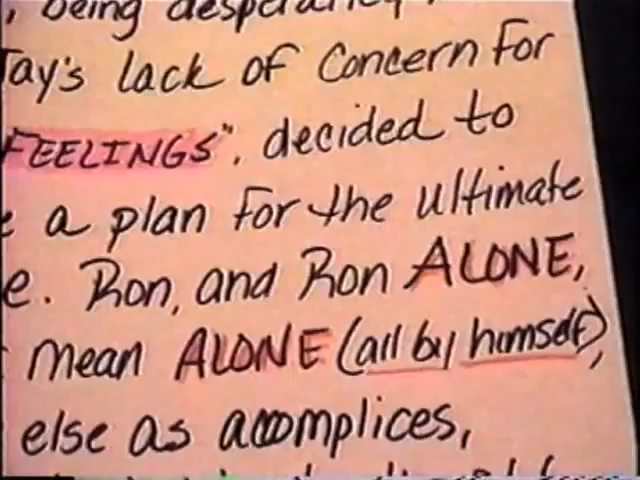 , being desperately
Jay's lack of Concern For
FEELINGS", decided to
a plan for the ultimate
e. Ron, and Ron ALONE,
mean ALONE (all by himself),
else as accomplices,